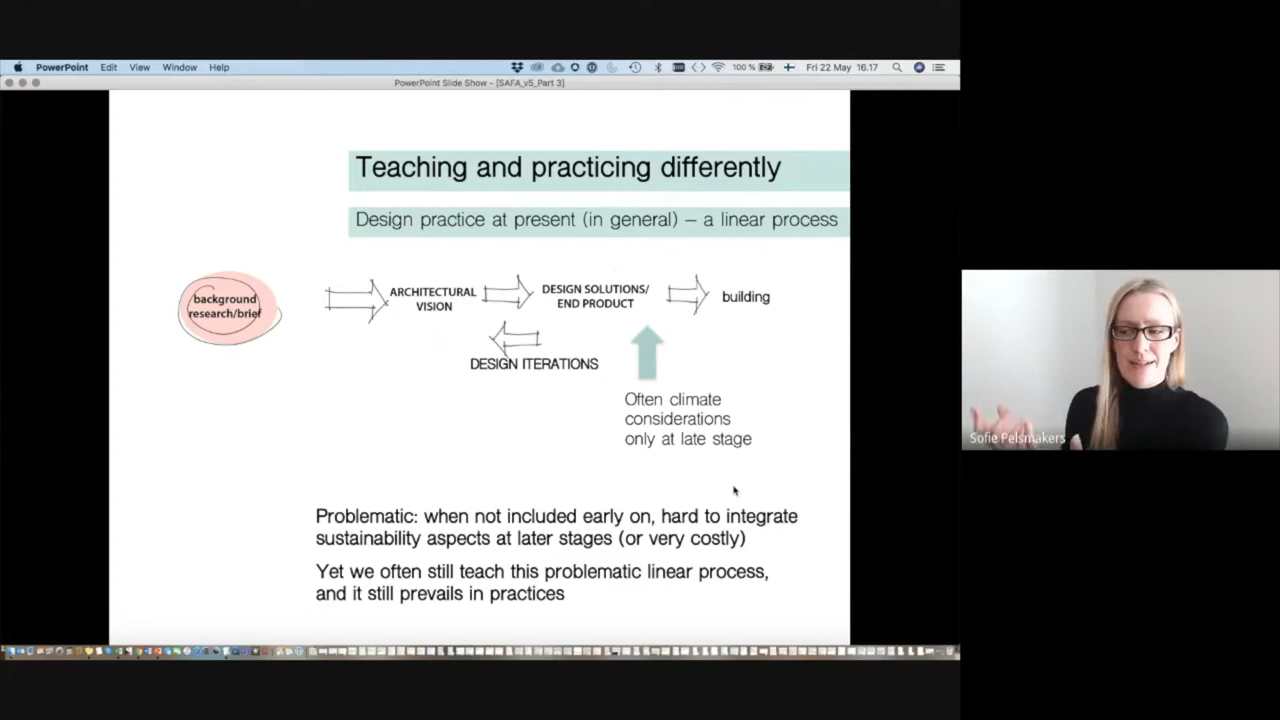 PowerPoint Edit View Window Help
100 % Fri 22 May 16.17
PowerPoint Slide Show - [SAFA_v5_Part 3]
Teaching and practicing differently
Design practice at present (in general) – a linear process
background
research/brief
ARCHITECTURAL
VISION
DESIGN SOLUTIONS/
END PRODUCT
building
DESIGN ITERATIONS
Often climate
considerations
only at late stage
Sofie Pelsmakers
Problematic: when not included early on, hard to integrate
sustainability aspects at later stages (or very costly)
Yet we often still teach this problematic linear process,
and it still prevails in practices